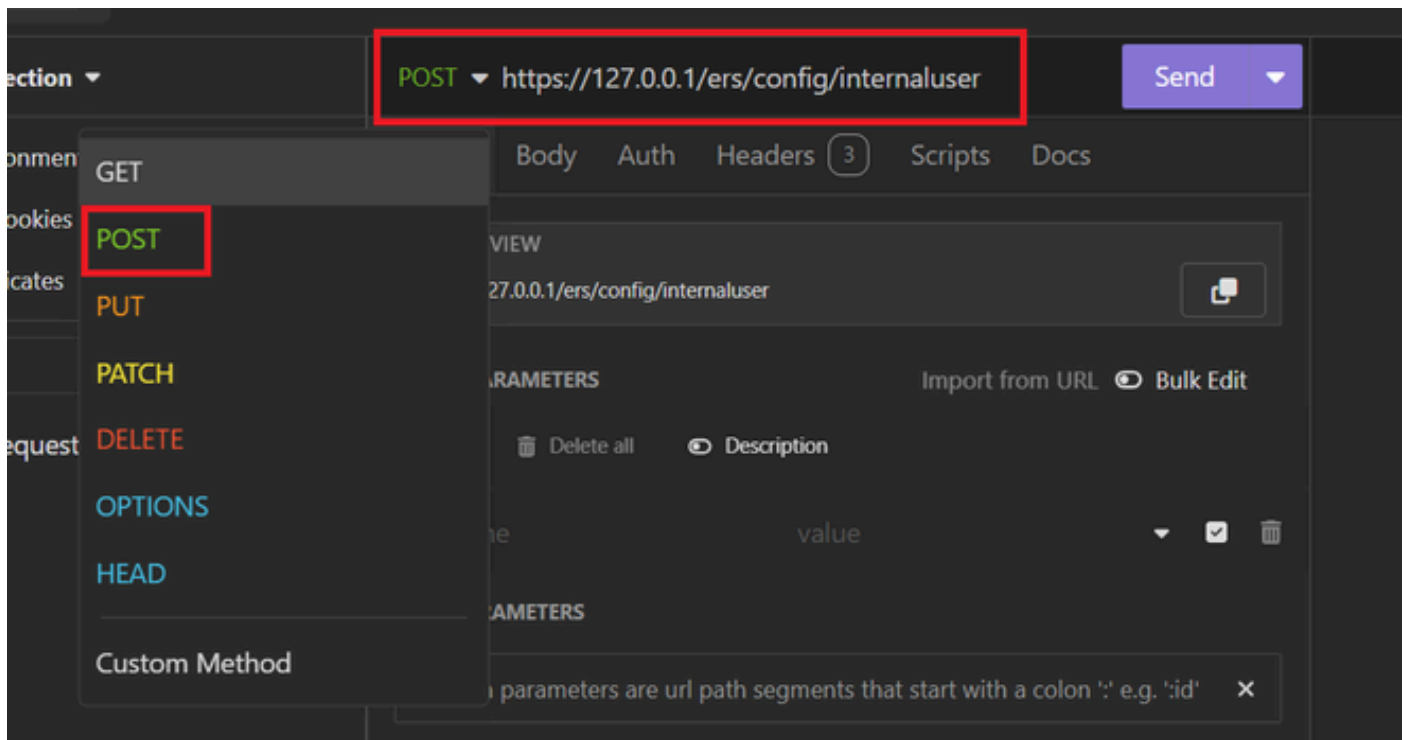 ection
POST https://127.0.0.1/ers/config/internaluser Send
onmen
Body Auth Headers 3 Scripts Docs
GET
ookies
POST
VIEW
icates
27.0.0.1/ers/config/internaluser
PUT
PATCH
RAMETERS Import from URL Bulk Edit
equest
DELETE
Delete all Description
OPTIONS
e value
HEAD
AMETERS
Custom Method
parameters are url path segments that start with a colon ':' e.g. ':id'